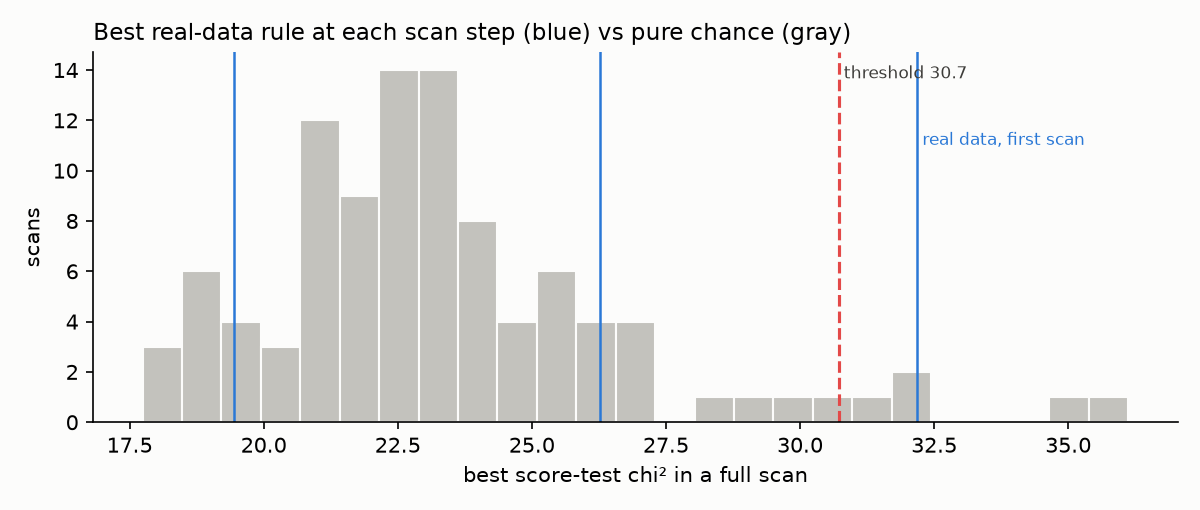 Best real-data rule at each scan step (blue) vs pure chance (gray)
14
12
10
8
6
4
2
0
scans
threshold 30.7
real data, first scan
17.5 20.0 22.5 25.0 27.5 30.0 32.5 35.0
best score-test chi² in a full scan